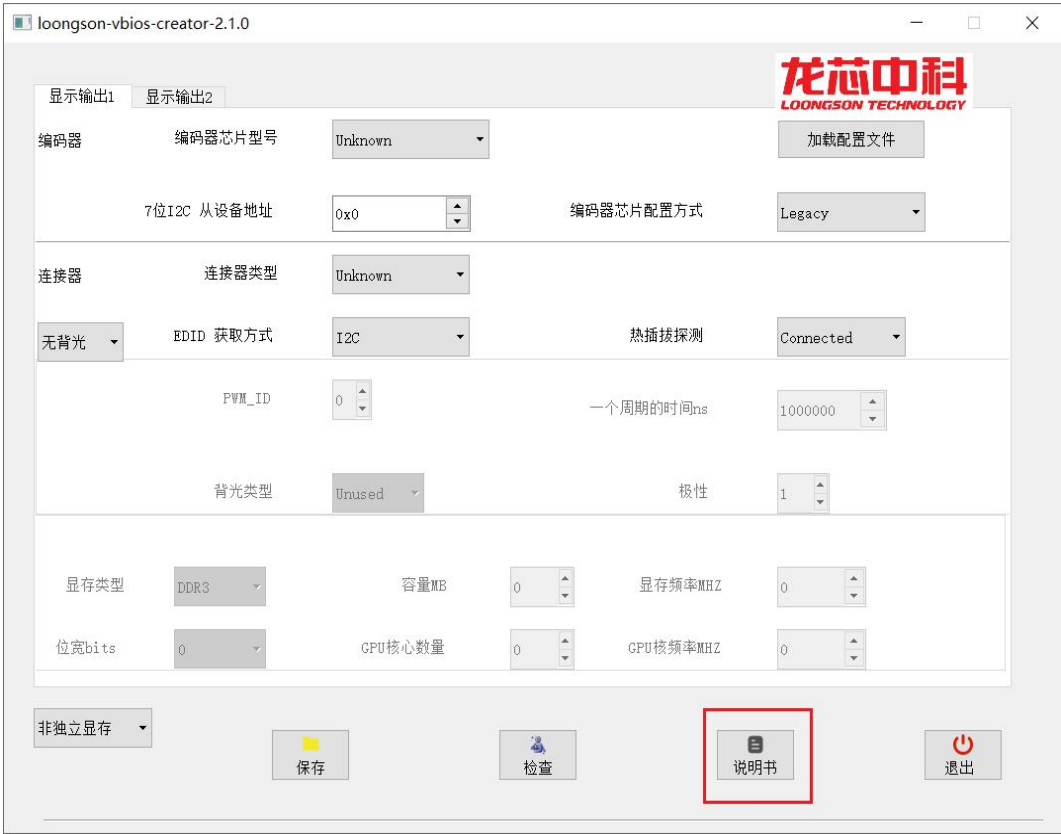 loongson-vbios-creator-2.1.0
龙芯中科
LOONGSON TECHNOLOGY
显示输出1 显示输出2
编码器 编码器芯片型号 Unknown 加载配置文件
7位I2C 从设备地址 0x0 编码器芯片配置方式 Legacy
连接器 连接器类型 Unknown
无背光 EDID 获取方式 I2C 热插拔探测 Connected
PWM_ID 0 一个周期的时间ns 1000000
背光类型 Unused 极性 1
显存类型 DDR3 容量MB 0 显存频率MHZ 0
位宽bits 0 GPU核心数量 0 GPU核频率MHZ 0
非独立显存
保存 检查 说明书 退出